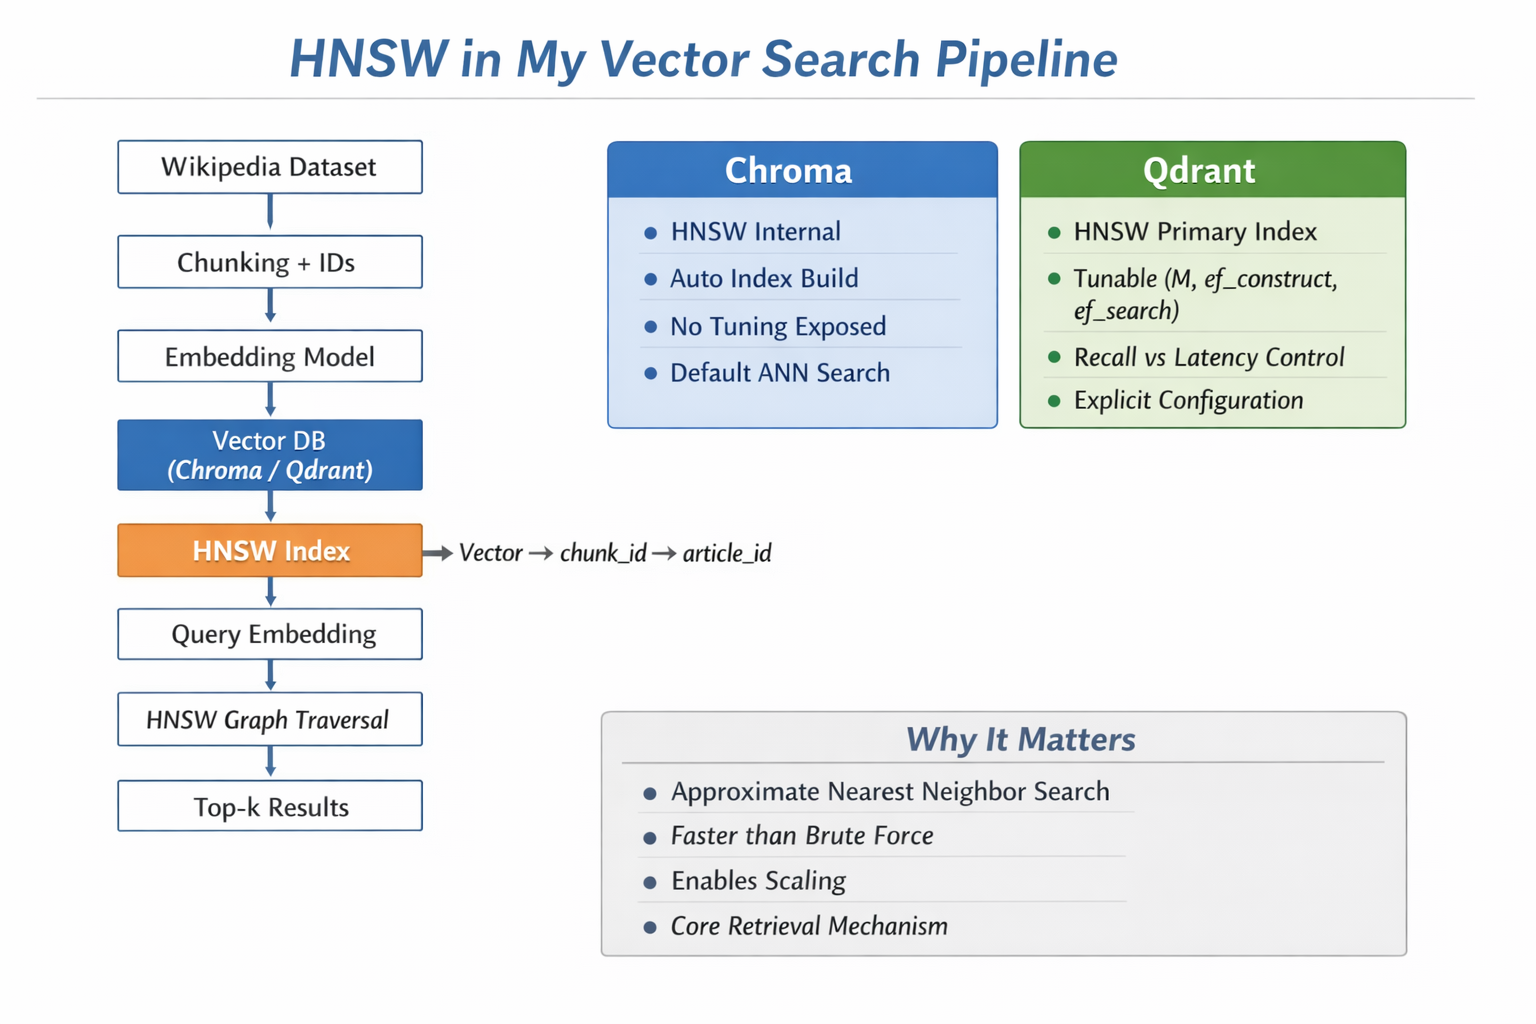 HNSW in My Vector Search Pipeline
Wikipedia Dataset
Chunking + IDs
Embedding Model
Vector DB
(Chroma / Qdrant)
HNSW Index
Vector → chunk_id → article_id
Query Embedding
HNSW Graph Traversal
Top-k Results
Chroma
HNSW Internal
Auto Index Build
No Tuning Exposed
Default ANN Search
Qdrant
HNSW Primary Index
Tunable (M, ef_construct,
ef_search)
Recall vs Latency Control
Explicit Configuration
Why It Matters
Approximate Nearest Neighbor Search
Faster than Brute Force
Enables Scaling
Core Retrieval Mechanism